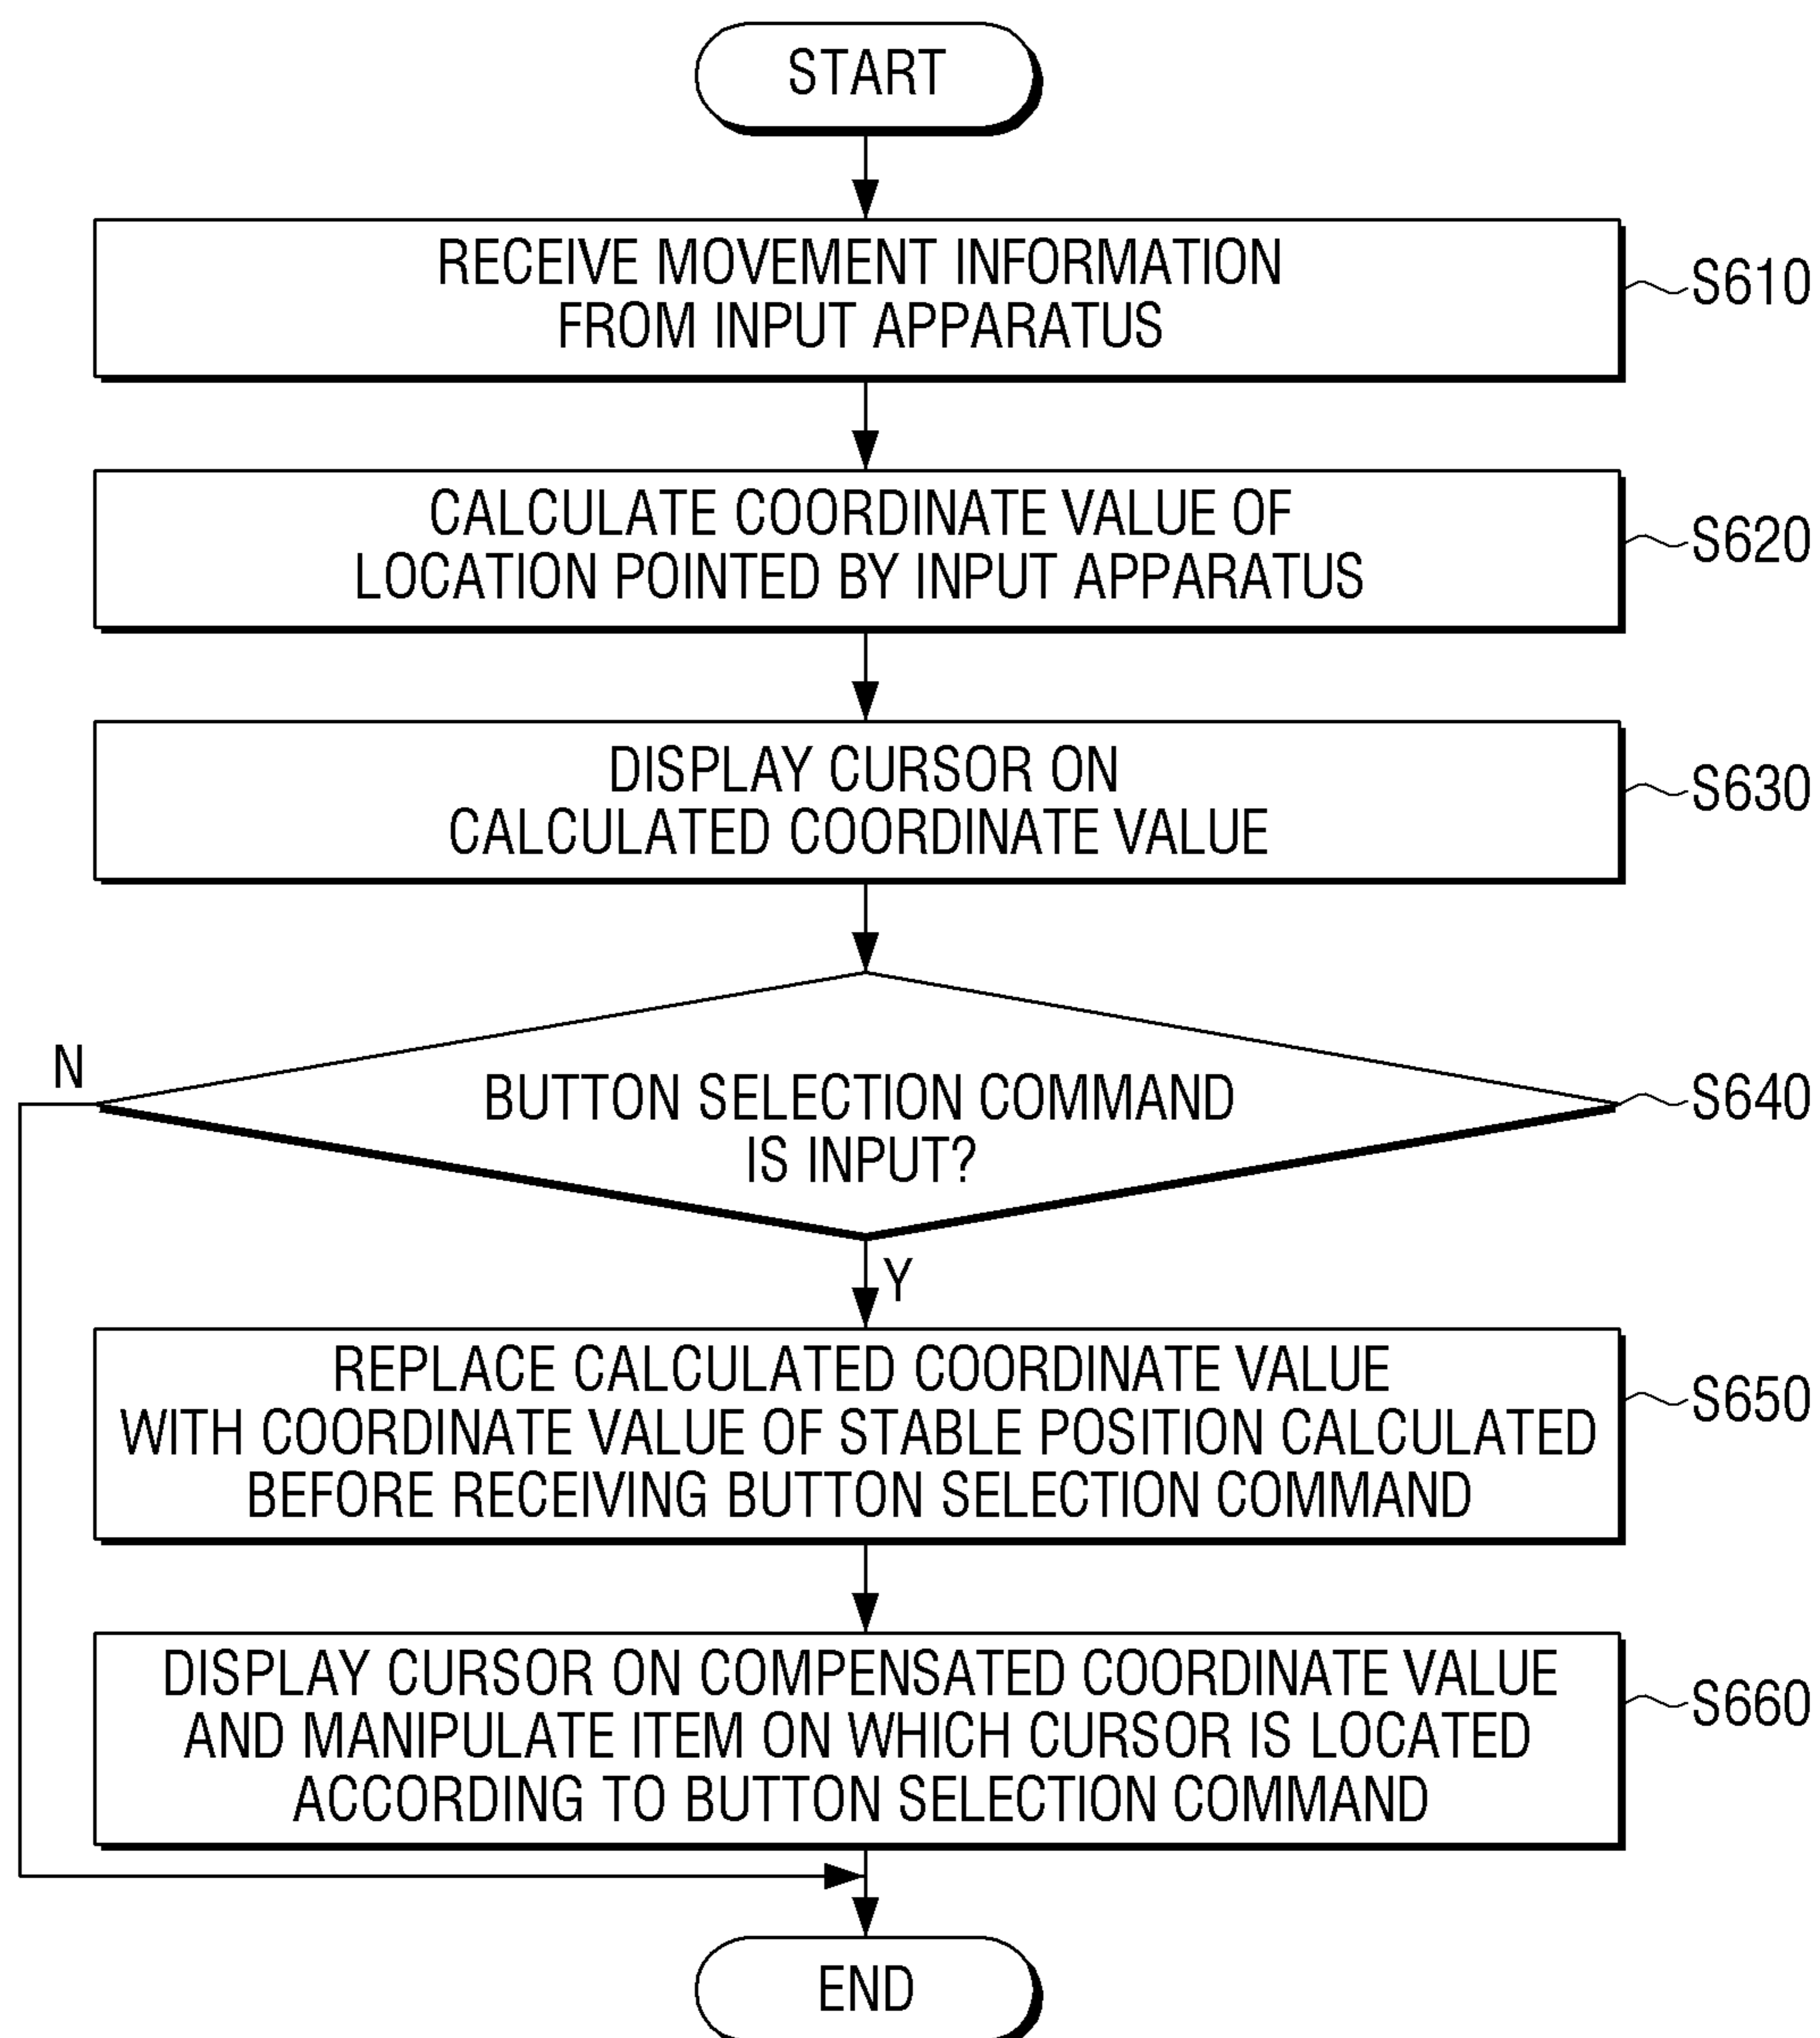 START
RECEIVE MOVEMENT INFORMATION
FROM INPUT APPARATUS
S610
CALCULATE COORDINATE VALUE OF
LOCATION POINTED BY INPUT APPARATUS
S620
DISPLAY CURSOR ON
CALCULATED COORDINATE VALUE
S630
N
BUTTON SELECTION COMMAND
IS INPUT?
S640
Y
REPLACE CALCULATED COORDINATE VALUE
WITH COORDINATE VALUE OF STABLE POSITION CALCULATED
BEFORE RECEIVING BUTTON SELECTION COMMAND
S650
DISPLAY CURSOR ON COMPENSATED COORDINATE VALUE
AND MANIPULATE ITEM ON WHICH CURSOR IS LOCATED
ACCORDING TO BUTTON SELECTION COMMAND
S660
END